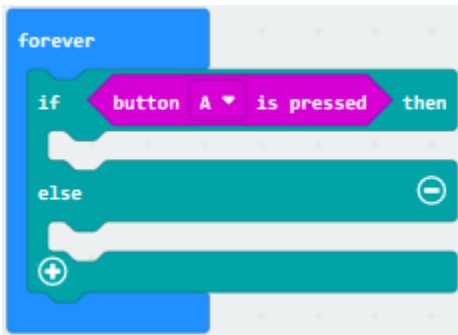 forever
if button A is pressed then
else